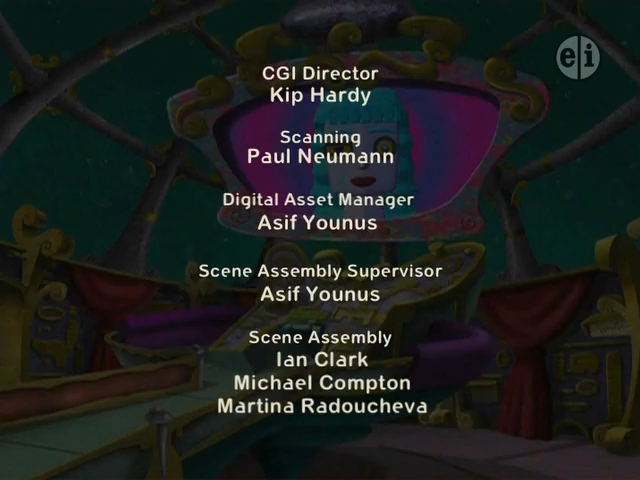 e/i
CGI Director
Kip Hardy
Scanning
Paul Neumann
Digital Asset Manager
Asif Younus
Scene Assembly Supervisor
Asif Younus
Scene Assembly
Ian Clark
Michael Compton
Martina Radoucheva